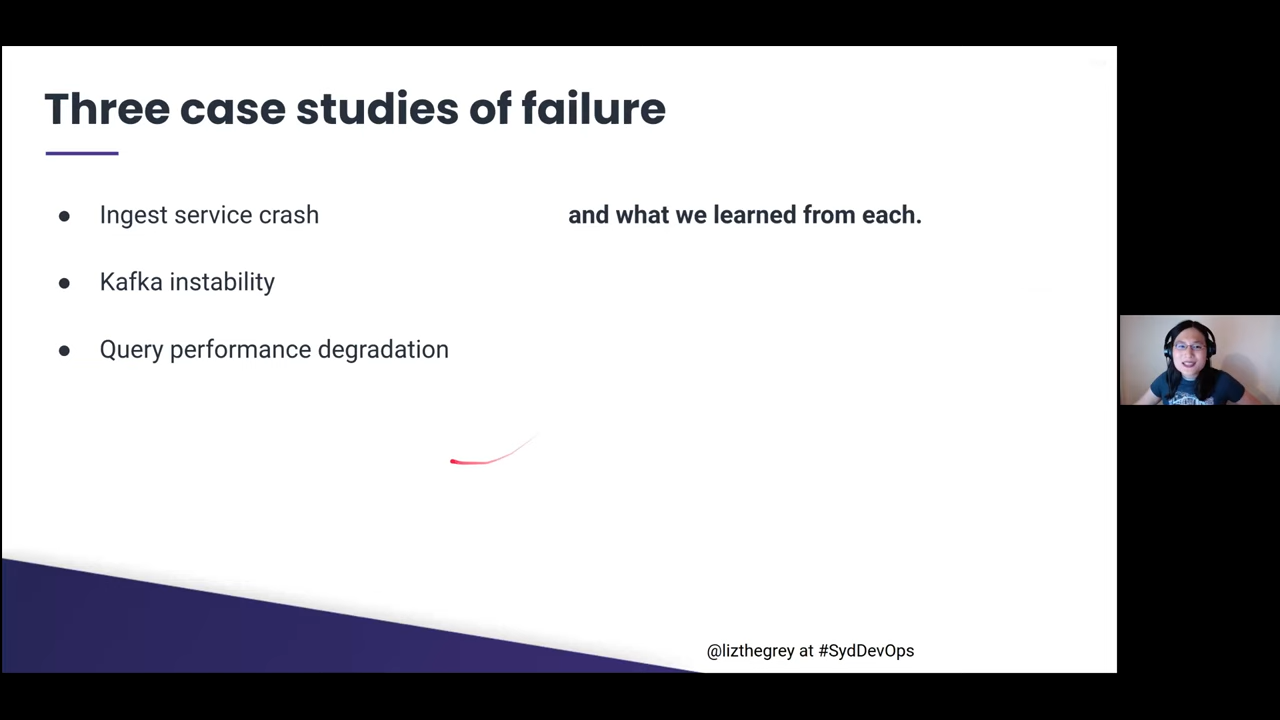 Three case studies of failure
● Ingest service crash
● Kafka instability
● Query performance degradation
and what we learned from each.
@lizthegrey at #SydDevOps